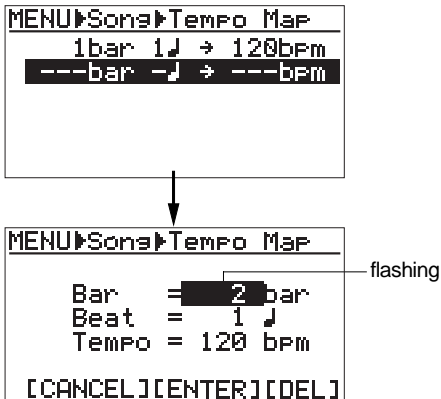 MENU▶Song▶Tempo Map
1bar 1♩ → 120bpm
---bar -♩ → ---bpm
MENU▶Song▶Tempo Map
flashing
Bar = 2 bar
Beat = 1 ♩
Tempo = 120 bpm
[CANCEL][ENTER][DEL]